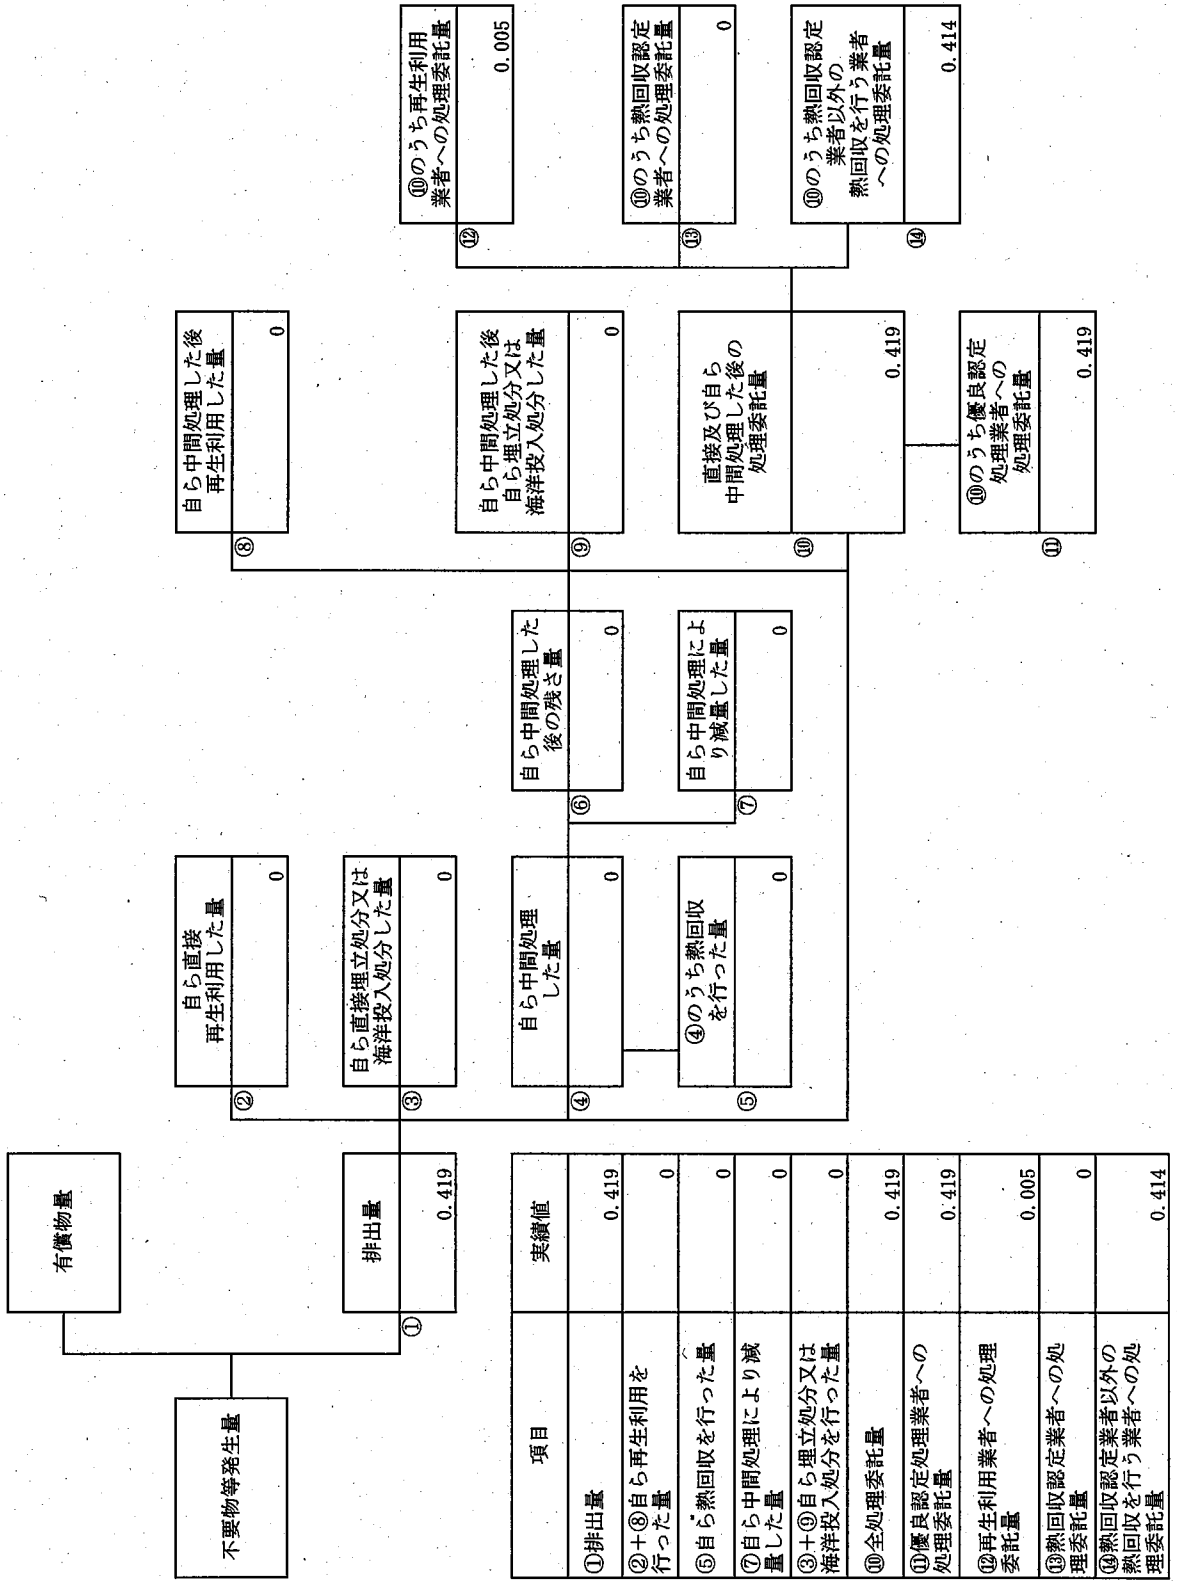 不要物等発生量
有償物量
①
排出量
0.419
②
自ら直接
再生利用した量
0
③
自ら直接埋立処分又は
海洋投入処分した量
0
④
自ら中間処理
した量
0
⑤
④のうち熱回収
を行った量
0
⑥
自ら中間処理した
後の残さ量
0
⑦
自ら中間処理によ
り減量した量
0
⑧
自ら中間処理した後
再生利用した量
0
⑨
自ら中間処理した後
自ら埋立処分又は
海洋投入処分した量
0
⑩
直接及び自ら
中間処理した後の
処理委託量
0.419
⑪
⑩のうち優良認定
処理業者への
処理委託量
0.419
⑫
⑩のうち再生利用
業者への処理委託量
0.005
⑬
⑩のうち熱回収認定
業者への処理委託量
0
⑭
⑩のうち熱回収認定
業者以外の
熱回収を行う業者
への処理委託量
0.414
項目 実績値
①排出量 0.419
②+⑧自ら再生利用を
行った量 0
⑤自ら熱回収を行った量 0
⑦自ら中間処理により減
量した量 0
③+⑨自ら埋立処分又は
海洋投入処分を行った量 0
⑩全処理委託量 0.419
⑪優良認定処理業者への
処理委託量 0.419
⑫再生利用業者への処理
委託量 0.005
⑬熱回収認定業者への処
理委託量 0
⑭熱回収認定業者以外の
熱回収を行う業者への処
理委託量 0.414